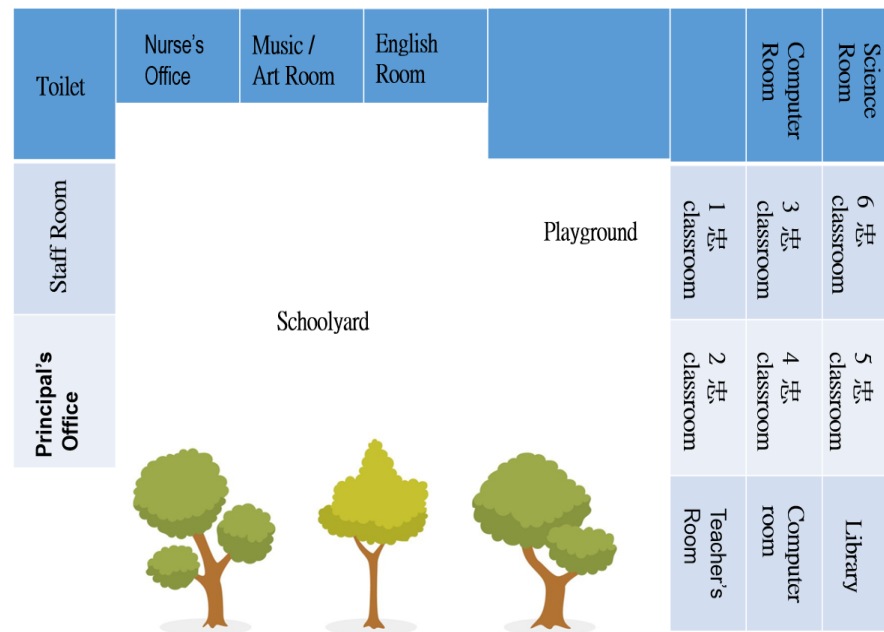 Toilet
Nurse's
Office
Music /
Art Room
English
Room
Computer
Room
Science
Room
Staff Room
Playground
1 忠
classroom
3 忠
classroom
6 忠
classroom
Schoolyard
Principal's
Office
2 忠
classroom
4 忠
classroom
5 忠
classroom
Teacher's
Room
Computer
room
Library